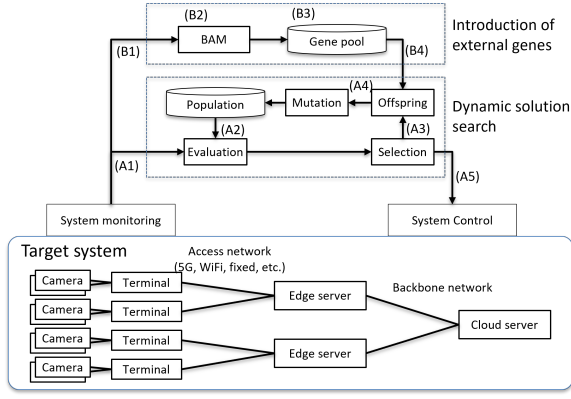 (B2)
(B3)
Introduction of
external genes
BAM
Gene pool
(B1)
(B4)
(A4)
Population
Mutation
Offspring
Dynamic solution
search
(A2)
(A3)
Evaluation
Selection
(A1)
(A5)
System monitoring
System Control
Target system
Access network
(5G, WiFi, fixed, etc.)
Camera
Terminal
Backbone network
Camera
Terminal
Edge server
Cloud server
Camera
Terminal
Edge server
Camera
Terminal